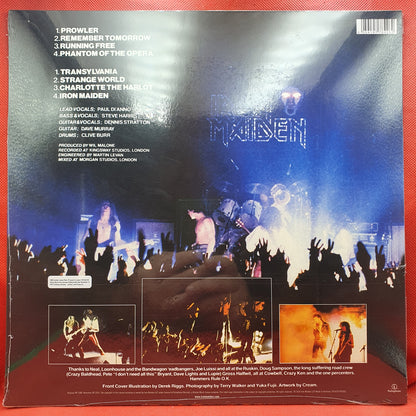 1.PROWLER
2.REMEMBER TOMORROW
3.RUNNING FREE
4.PHANTOM OF THE OPERA
1.TRANSYLVANIA
2.STRANGE WORLD
3.CHARLOTTE THE HARLOT
4.IRON MAIDEN
LEAD VOCALS; PAUL DI'ANNO
BASS&VOCALS; STEVE HARRIS
GUITAR&VOCALS; DENNIS STRATTON
GUITAR; DAVE MURRAY
DRUMS; CLIVE BURR
PRODUCED BY WIL MALONE
RECORDED AT KINGSWAY STUDIOS, LONDON
ENGINEERED BY MARTIN LEVAN
MIXED AT MORGAN STUDIOS, LONDON
MAIDEN
Thanks to Neal, Loonhouse and the Bandwagon 'eadbangers, Joe Luissi and all at the Ruskin, Doug Sampson, the long suffering road crew
(Crazy Baldhead, Pete "I don't need all this" Bryant, Dave Lights and Lupie) Gross Halfell, all at Cowbell, Crazy Ken and the one percenters,
Hammers Rule O.K.
Front Cover Illustration by Derek Riggs. Photography by Terry Walker and Yuka Fujii. Artwork by Cream.